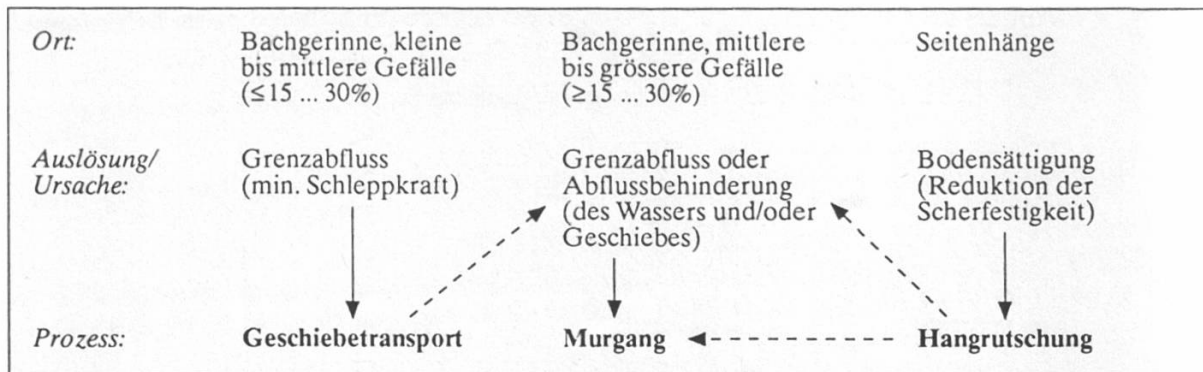 Ort:
Bachgerinne, kleine
bis mittlere Gefälle
(≤15 ... 30%)
Bachgerinne, mittlere
bis grössere Gefälle
(≥15 ... 30%)
Seitenhänge
Auslösung/
Ursache:
Grenzabfluss
(min. Schleppkraft)
Grenzabfluss oder
Abflussbehinderung
(des Wassers und/oder
Geschiebes)
Bodensättigung
(Reduktion der
Scherfestigkeit)
Prozess:
Geschiebetransport
Murgang
Hangrutschung